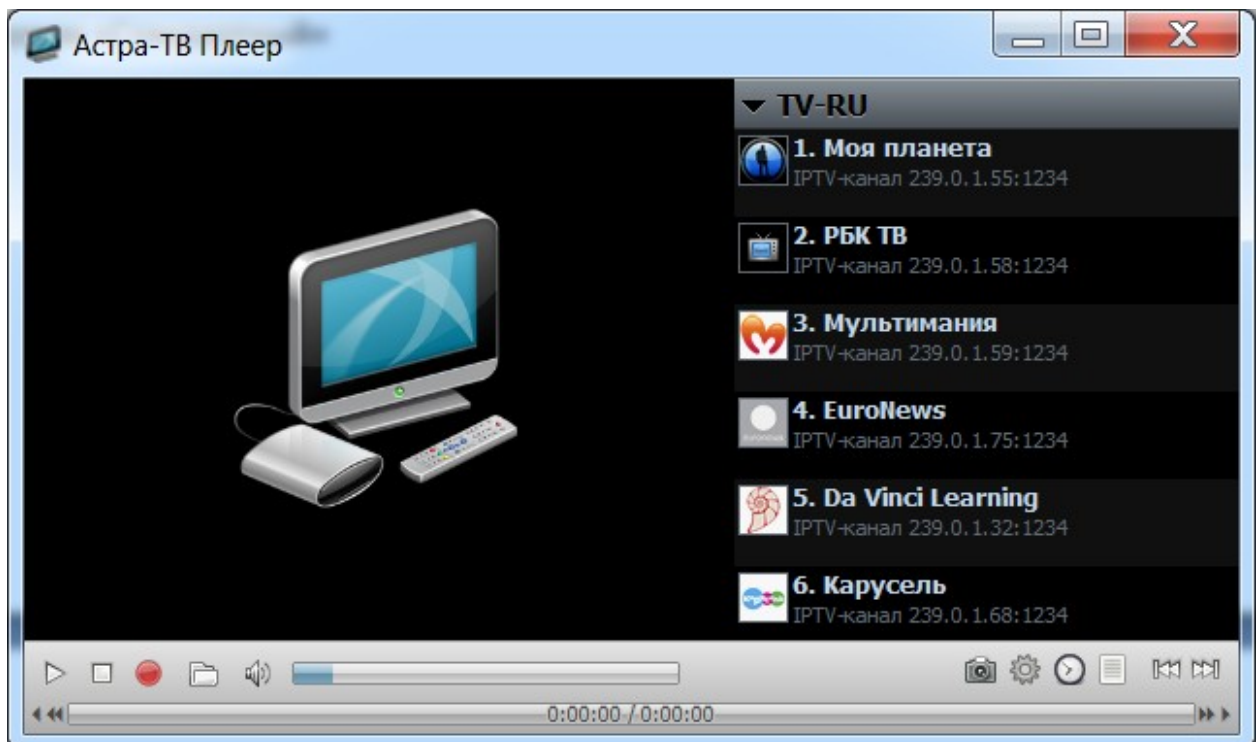 Астра-ТВ Плеер
TV-RU
1. Моя планета
IPTV-канал 239.0.1.55:1234
2. РБК ТВ
IPTV-канал 239.0.1.58:1234
3. Мультимания
IPTV-канал 239.0.1.59:1234
4. EuroNews
IPTV-канал 239.0.1.75:1234
5. Da Vinci Learning
IPTV-канал 239.0.1.32:1234
6. Карусель
IPTV-канал 239.0.1.68:1234
0:00:00 / 0:00:00